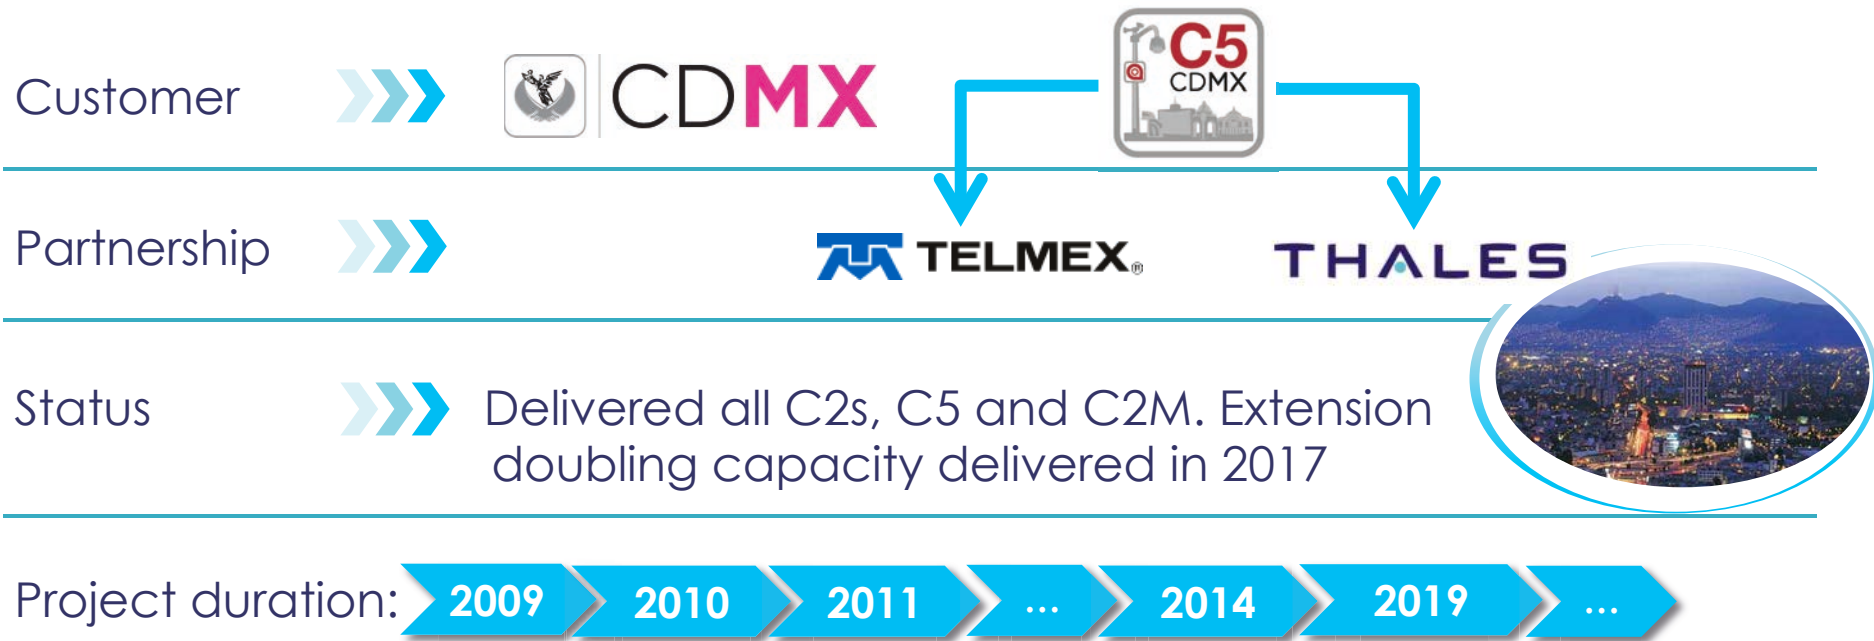 Customer
CDMX
C5
CDMX
Partnership
TELMEX®
THALES
Status
Delivered all C2s, C5 and C2M. Extension
doubling capacity delivered in 2017
Project duration:
2009
2010
2011
...
2014
2019
...